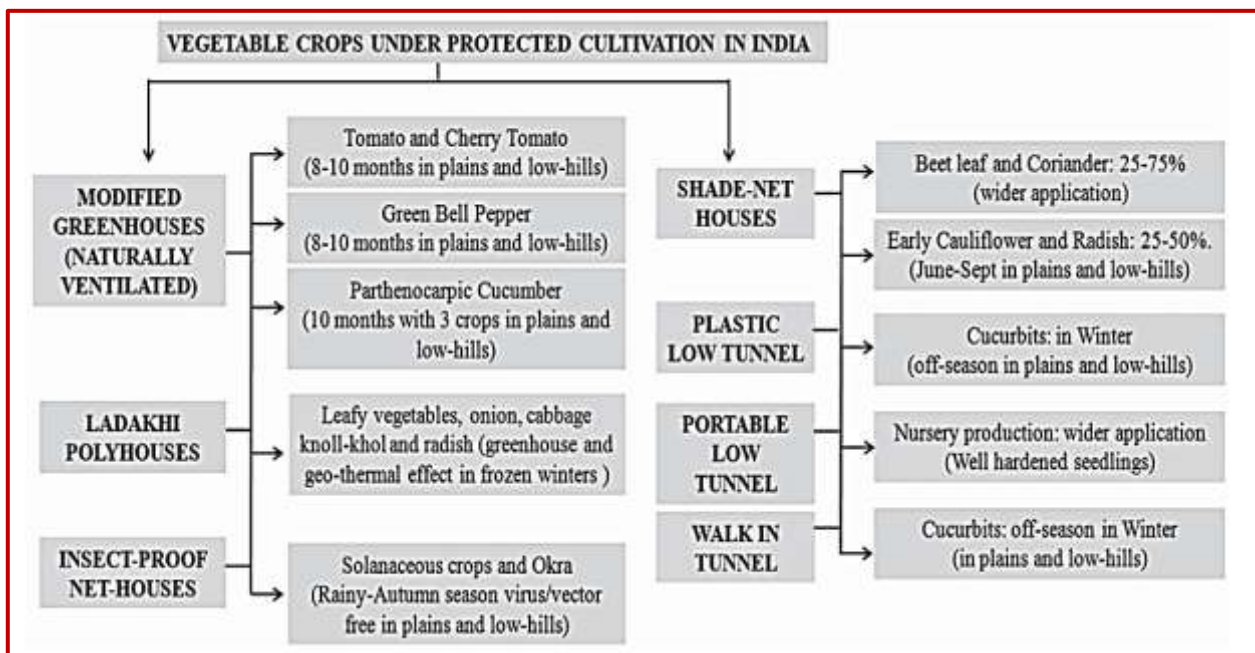 VEGETABLE CROPS UNDER PROTECTED CULTIVATION IN INDIA
MODIFIED
GREENHOUSES
(NATURALLY
VENTILATED)
Tomato and Cherry Tomato
(8-10 months in plains and low-hills)
Green Bell Pepper
(8-10 months in plains and low-hills)
Parthenocarpic Cucumber
(10 months with 3 crops in plains and
low-hills)
LADAKHI
POLYHOUSES
Leafy vegetables, onion, cabbage
knoll-khol and radish (greenhouse and
geo-thermal effect in frozen winters )
INSECT-PROOF
NET-HOUSES
Solanaceous crops and Okra
(Rainy-Autumn season virus/vector
free in plains and low-hills)
SHADE-NET
HOUSES
Beet leaf and Coriander: 25-75%
(wider application)
Early Cauliflower and Radish: 25-50%.
(June-Sept in plains and low-hills)
PLASTIC
LOW TUNNEL
Cucurbits: in Winter
(off-season in plains and low-hills)
PORTABLE
LOW
TUNNEL
Nursery production: wider application
(Well hardened seedlings)
WALK IN
TUNNEL
Cucurbits: off-season in Winter
(in plains and low-hills)